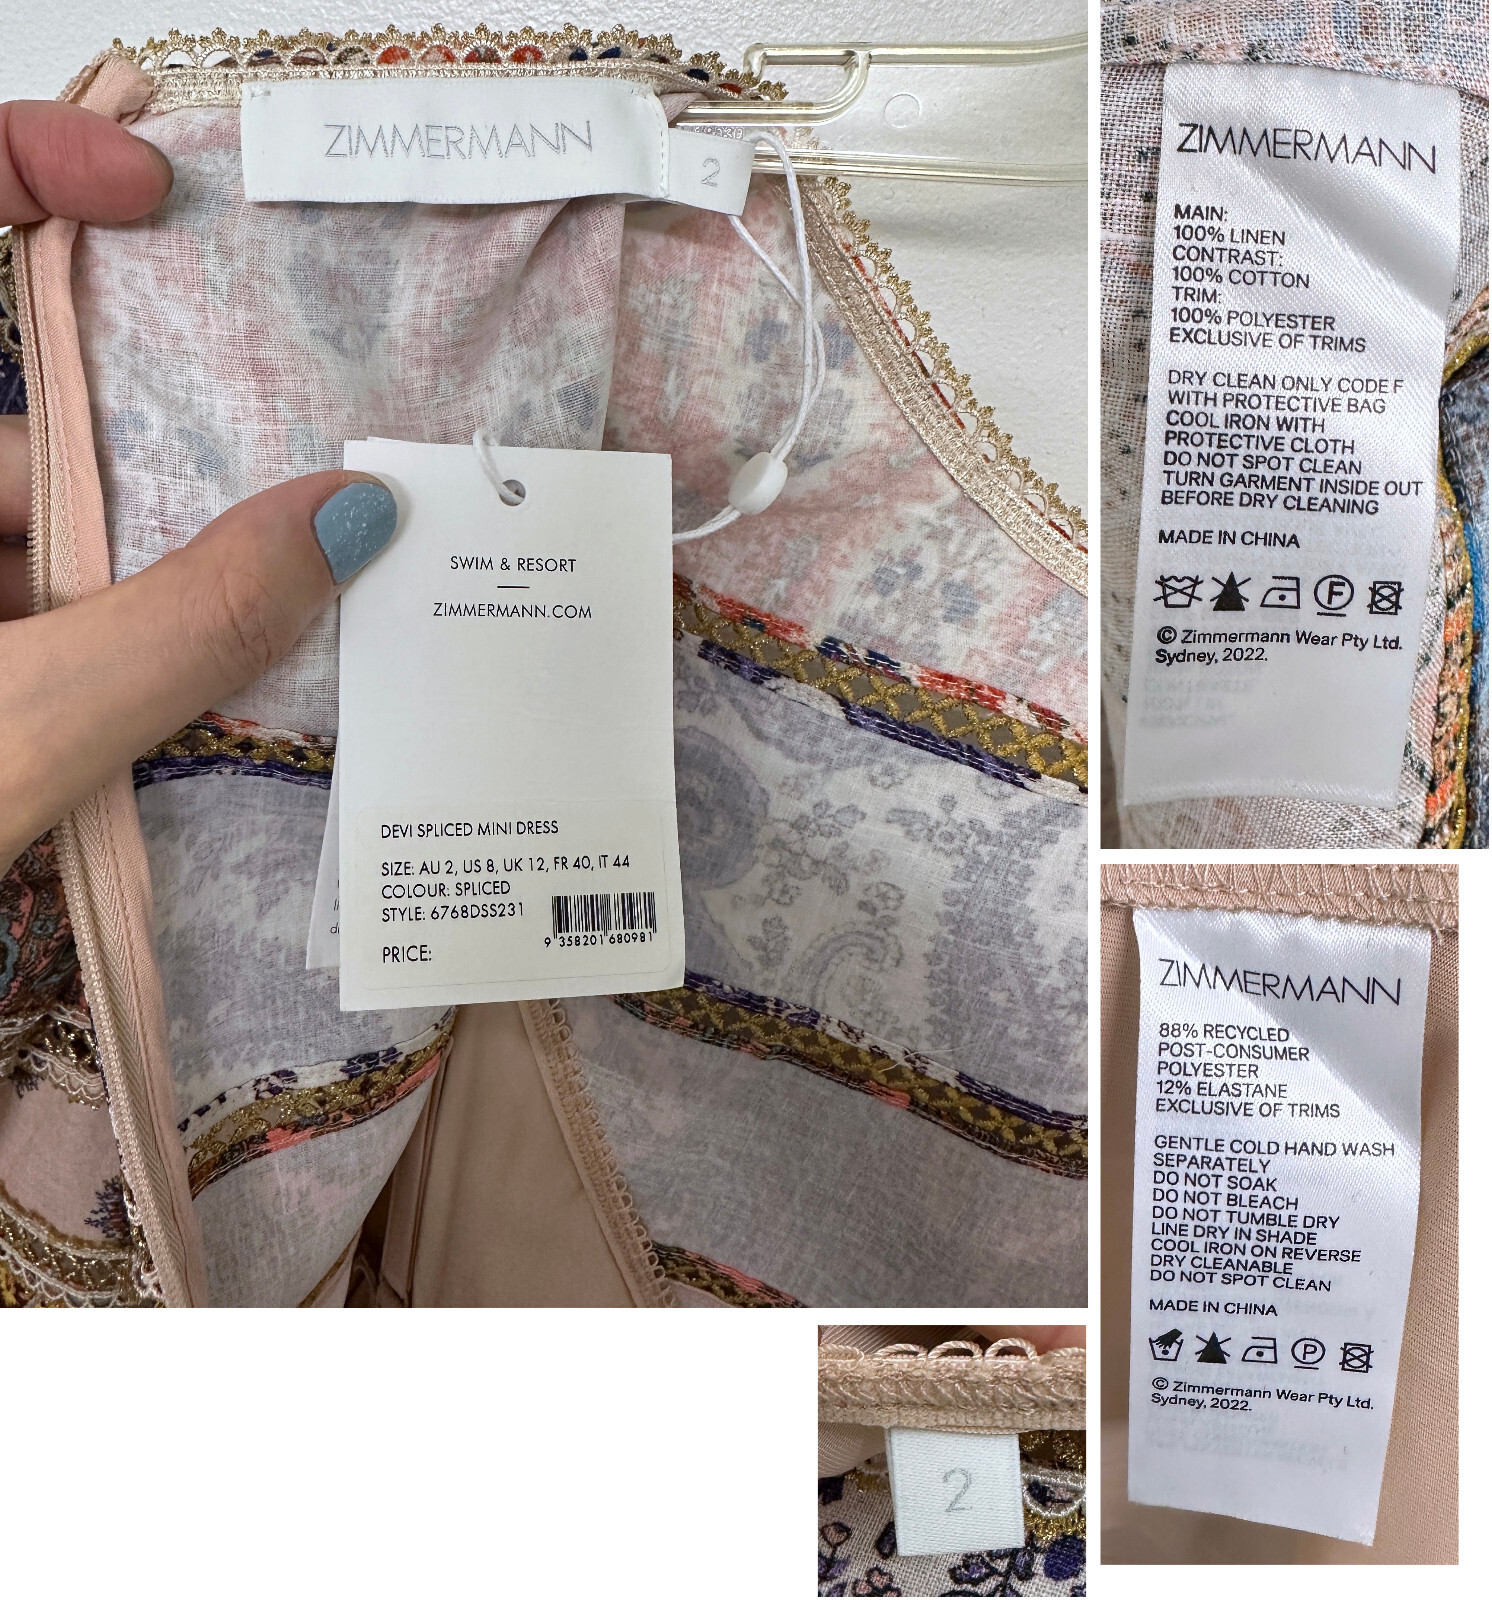 ZIMMERMANN
2
SWIM & RESORT
ZIMMERMANN.COM
DEVI SPLICED MINI DRESS
SIZE: AU 2, US 8, UK 12, FR 40, IT 44
COLOUR: SPLICED
STYLE: 6768DSS231
9 358201 680981
PRICE:
ZIMMERMANN
MAIN:
100% LINEN
CONTRAST:
100% COTTON
TRIM:
100% POLYESTER
EXCLUSIVE OF TRIMS
DRY CLEAN ONLY CODE F
WITH PROTECTIVE BAG
COOL IRON WITH
PROTECTIVE CLOTH
DO NOT SPOT CLEAN
TURN GARMENT INSIDE OUT
BEFORE DRY CLEANING
MADE IN CHINA
F
© Zimmermann Wear Pty Ltd.
Sydney, 2022.
ZIMMERMANN
88% RECYCLED
POST-CONSUMER
POLYESTER
12% ELASTANE
EXCLUSIVE OF TRIMS
GENTLE COLD HAND WASH
SEPARATELY
DO NOT SOAK
DO NOT BLEACH
DO NOT TUMBLE DRY
LINE DRY IN SHADE
COOL IRON ON REVERSE
DRY CLEANABLE
DO NOT SPOT CLEAN
MADE IN CHINA
P
© Zimmermann Wear Pty Ltd.
Sydney, 2022.
2